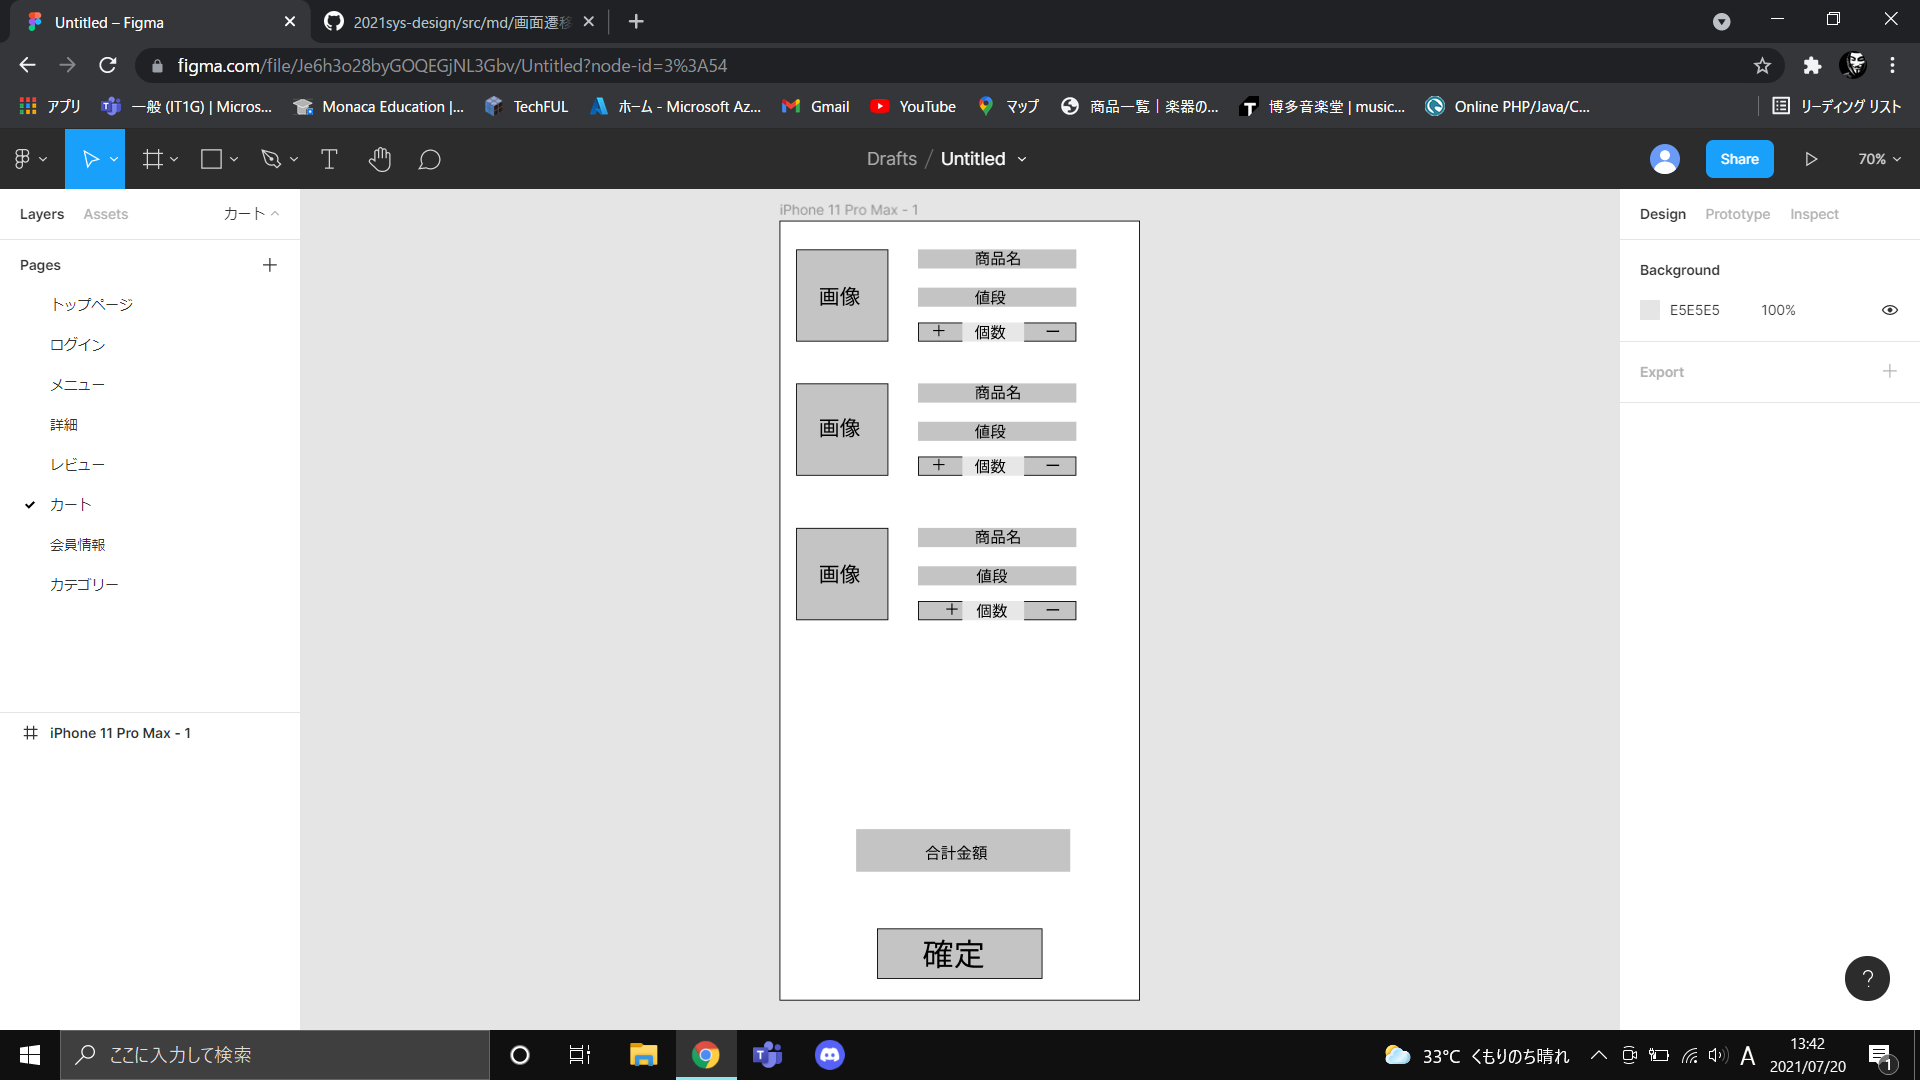 Untitled – Figma
2021sys-design/src/md/画面遷移
figma.com/file/Je6h3o28byGOQEGjNL3Gbv/Untitled?node-id=3%3A54
アプリ
一般 (IT1G) | Micros...
Monaca Education |...
TechFUL
ホーム - Microsoft Az...
Gmail
YouTube
マップ
商品一覧 | 楽器の...
博多音楽堂 | music...
Online PHP/Java/C...
リーディング リスト
Drafts / Untitled
Share
70%
Layers
Assets
カート
Pages
トップページ
ログイン
メニュー
詳細
レビュー
カート
会員情報
カテゴリー
iPhone 11 Pro Max - 1
iPhone 11 Pro Max - 1
画像
商品名
値段
+ 個数 −
画像
商品名
値段
+ 個数 −
画像
商品名
値段
+ 個数 −
合計金額
確定
Design
Prototype
Inspect
Background
E5E5E5
100%
Export
?
ここに入力して検索
33°C くもりのち晴れ
A
13:42
2021/07/20
1